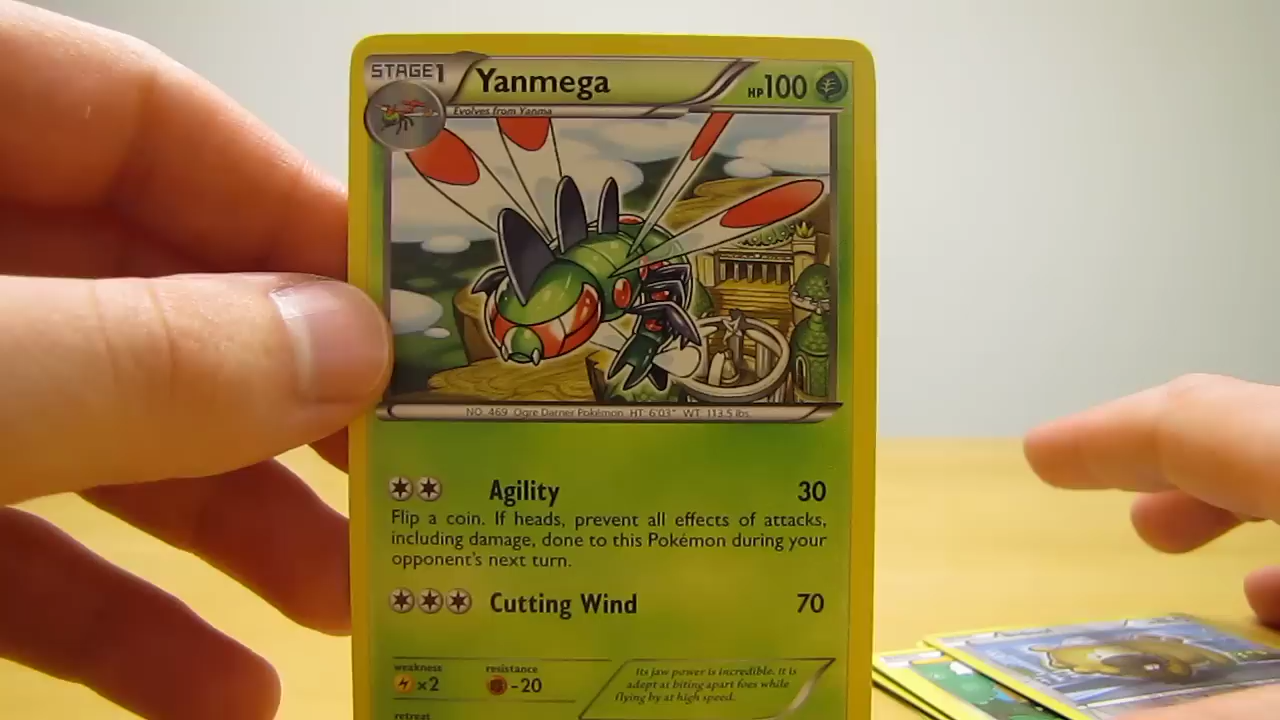 STAGE1 Yanmega HP100
Evolves from Yanma
NO. 469 Ogre Darner Pokémon HT: 6'03" WT: 113.5 lbs.
Agility 30
Flip a coin. If heads, prevent all effects of attacks,
including damage, done to this Pokémon during your
opponent's next turn.
Cutting Wind 70
weakness resistance
×2 -20
Its jaw power is incredible. It is
adept at biting apart foes while
flying by at high speed.
retreat